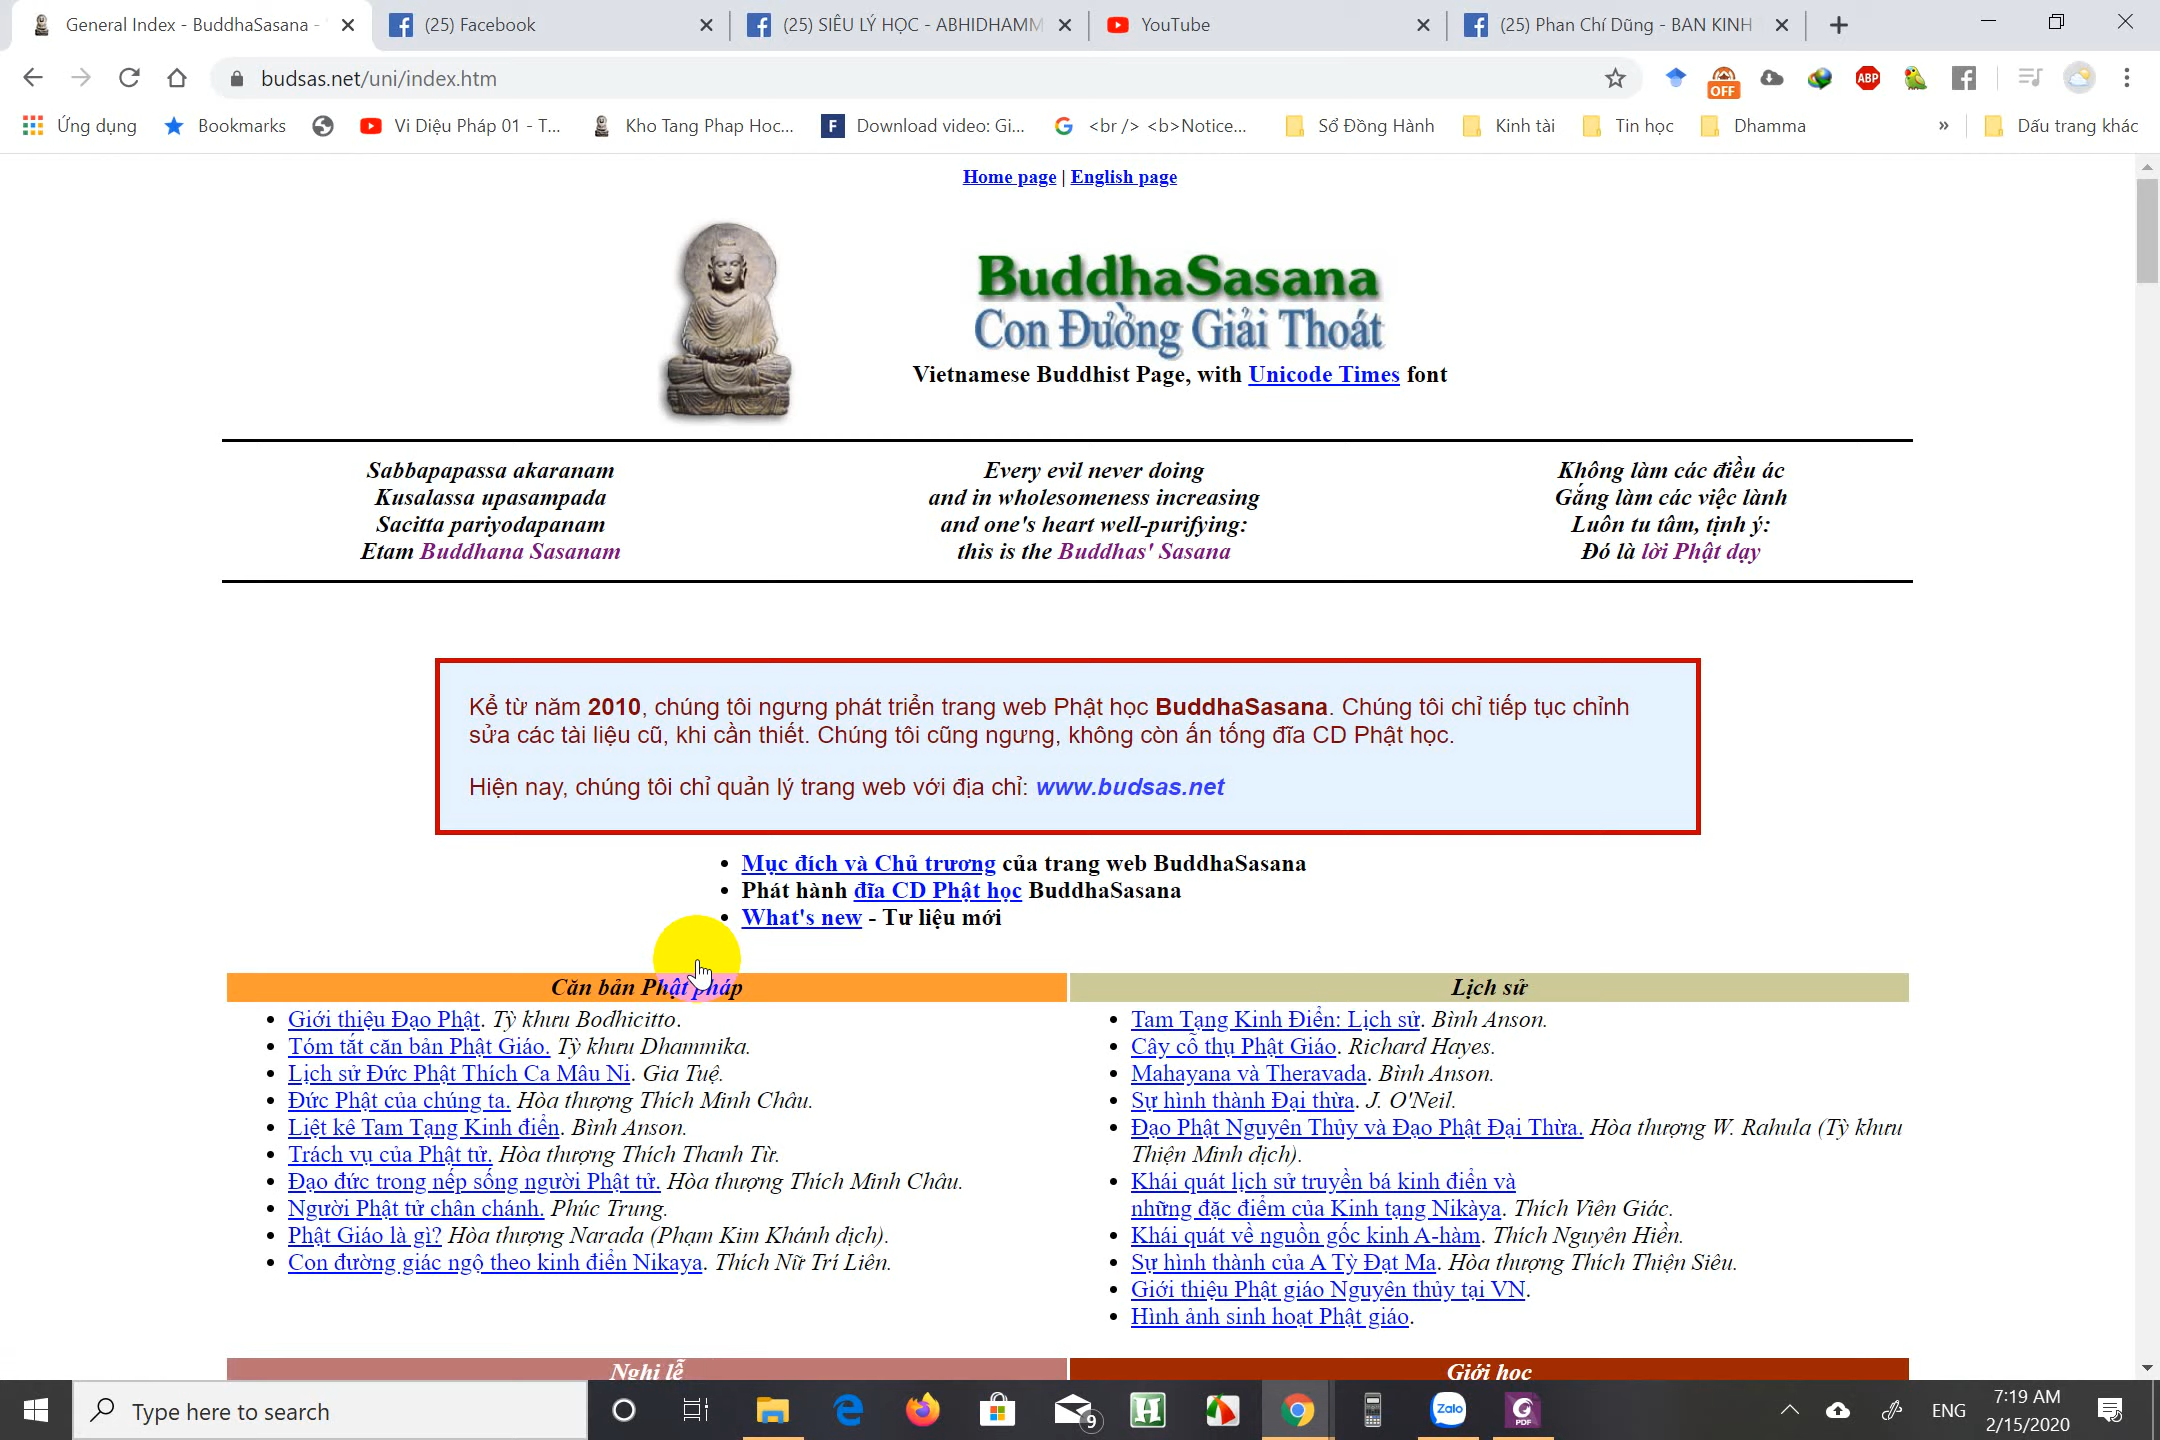 General Index - BuddhaSasana -
(25) Facebook
(25) SIÊU LÝ HỌC - ABHIDHAMM
YouTube
(25) Phan Chí Dũng - BAN KINH
budsas.net/uni/index.htm
OFF
ABP
Ứng dụng
Bookmarks
Vi Diệu Pháp 01 - T...
Kho Tang Phap Hoc...
Download video: Gi...
<br /> <b>Notice...
Sổ Đồng Hành
Kinh tài
Tin học
Dhamma
»
Dấu trang khác
Home page | English page
BuddhaSasana
Con Đường Giải Thoát
Vietnamese Buddhist Page, with Unicode Times font
Sabbapapassa akaranam
Kusalassa upasampada
Sacitta pariyodapanam
Etam Buddhana Sasanam
Every evil never doing
and in wholesomeness increasing
and one's heart well-purifying:
this is the Buddhas' Sasana
Không làm các điều ác
Gắng làm các việc lành
Luôn tu tâm, tịnh ý:
Đó là lời Phật dạy
Kể từ năm 2010, chúng tôi ngưng phát triển trang web Phật học BuddhaSasana. Chúng tôi chỉ tiếp tục chỉnh
sửa các tài liệu cũ, khi cần thiết. Chúng tôi cũng ngưng, không còn ấn tống đĩa CD Phật học.
Hiện nay, chúng tôi chỉ quản lý trang web với địa chỉ: www.budsas.net
• Mục đích và Chủ trương của trang web BuddhaSasana
• Phát hành đĩa CD Phật học BuddhaSasana
• What's new - Tư liệu mới
Căn bản Phật pháp
• Giới thiệu Đạo Phật. Tỳ khưu Bodhicitto.
• Tóm tắt căn bản Phật Giáo. Tỳ khưu Dhammika.
• Lịch sử Đức Phật Thích Ca Mâu Ni. Gia Tuệ.
• Đức Phật của chúng ta. Hòa thượng Thích Minh Châu.
• Liệt kê Tam Tạng Kinh điển. Bình Anson.
• Trách vụ của Phật tử. Hòa thượng Thích Thanh Từ.
• Đạo đức trong nếp sống người Phật tử. Hòa thượng Thích Minh Châu.
• Người Phật tử chân chánh. Phúc Trung.
• Phật Giáo là gì? Hòa thượng Narada (Phạm Kim Khánh dịch).
• Con đường giác ngộ theo kinh điển Nikaya. Thích Nữ Trí Liên.
Lịch sử
• Tam Tạng Kinh Điển: Lịch sử. Bình Anson.
• Cây cổ thụ Phật Giáo. Richard Hayes.
• Mahayana và Theravada. Bình Anson.
• Sự hình thành Đại thừa. J. O'Neil.
• Đạo Phật Nguyên Thủy và Đạo Phật Đại Thừa. Hòa thượng W. Rahula (Tỳ khưu
Thiện Minh dịch).
• Khái quát lịch sử truyền bá kinh điển và
những đặc điểm của Kinh tạng Nikàya. Thích Viên Giác.
• Khái quát về nguồn gốc kinh A-hàm. Thích Nguyên Hiền.
• Sự hình thành của A Tỳ Đạt Ma. Hòa thượng Thích Thiện Siêu.
• Giới thiệu Phật giáo Nguyên thủy tại VN.
• Hình ảnh sinh hoạt Phật giáo.
Nghi lễ
Giới học
Type here to search
9
Zalo
PDF
ENG
7:19 AM
2/15/2020